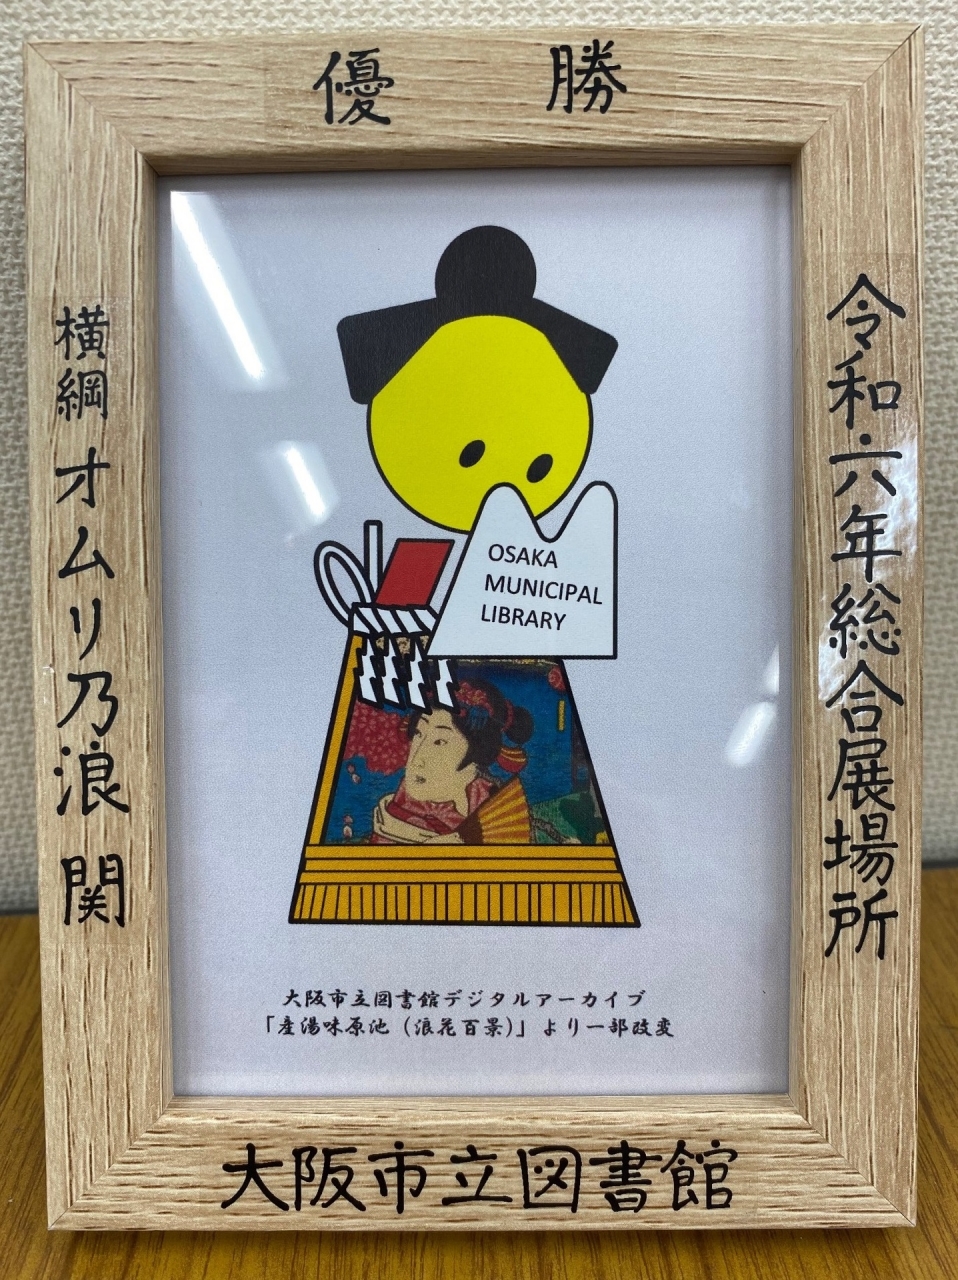 優勝
令和六年総合展場所
横綱 オムリ乃浪 関
OSAKA
MUNICIPAL
LIBRARY
大阪市立図書館デジタルアーカイブ
「産湯味原池（浪花百景）」より一部改変
大阪市立図書館